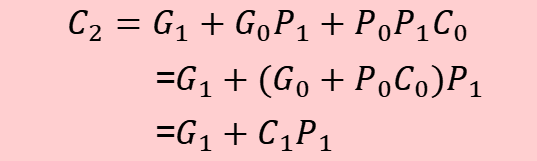 C₂ = G₁ + G₀P₁ + P₀P₁C₀
=G₁ + (G₀ + P₀C₀)P₁
=G₁ + C₁P₁